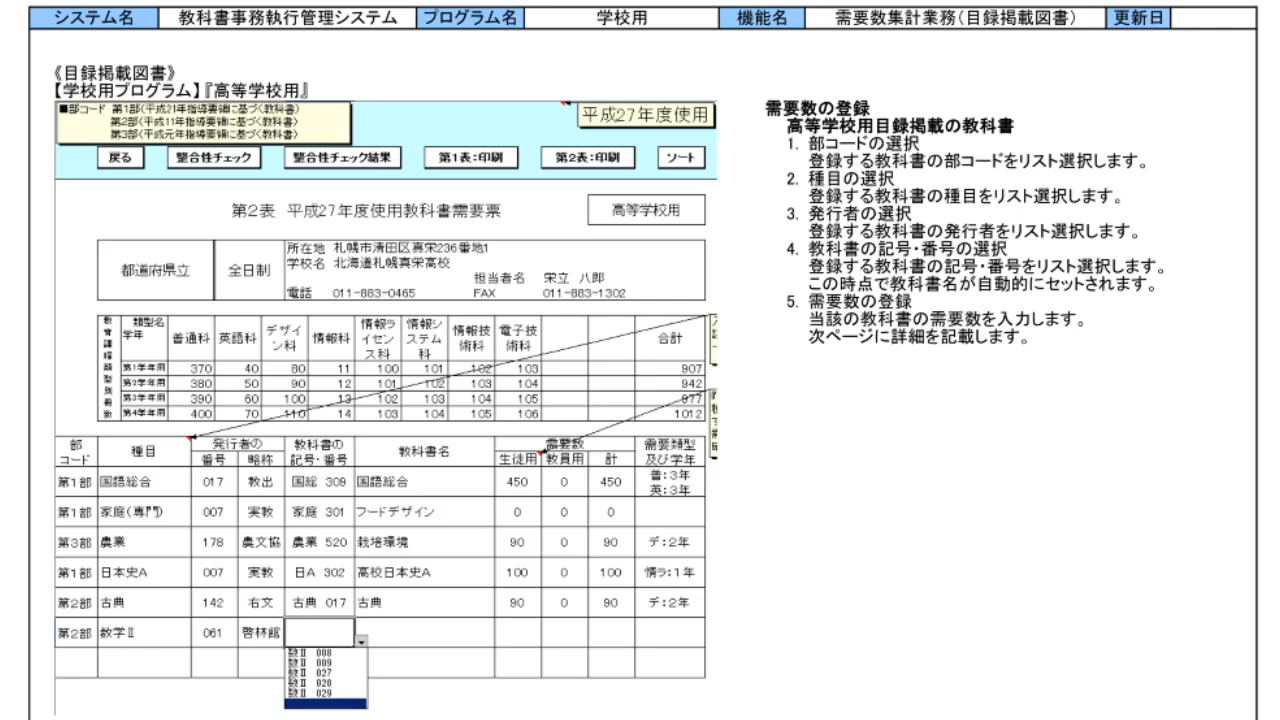 システム名 教科書事務執行管理システム プログラム名 学校用 機能名 需要数集計業務(目録掲載図書) 更新日
《目録掲載図書》
【学校用プログラム】『高等学校用』
■部コード 第1部(平成21年指導要領に基づく教科書)
第2部(平成11年指導要領に基づく教科書)
第3部(平成元年指導要領に基づく教科書)
平成27年度使用
戻る 整合性チェック 整合性チェック結果 第1表:印刷 第2表:印刷 ソート
第2表 平成27年度使用教科書需要票 高等学校用
都道府県立 全日制
所在地 札幌市清田区真栄236番地1
学校名 北海道札幌真栄高校
担当者名 栄立 八郎
電話 011-883-0465 FAX 011-883-1302
教育課程類型別冊数
類型名 学年 普通科 英語科 デザイン科 情報科 情報ライセンス科 情報システム科 情報技術科 電子技術科 合計
第1学年用 370 40 80 11 100 101 102 103 907
第2学年用 380 50 90 12 101 102 103 104 942
第3学年用 390 60 100 13 102 103 104 105 977
第4学年用 400 70 110 14 103 104 105 106 1012
部コード 種目 発行者の 番号 略称 教科書の記号・番号 教科書名 需要数 生徒用 教員用 計 需要類型及び学年
第1部 国語総合 017 教出 国総 309 国語総合 450 0 450 普:3年 英:3年
第1部 家庭(専門) 007 実教 家庭 301 フードデザイン 0 0 0
第3部 農業 178 農文協 農業 520 栽培環境 90 0 90 デ:2年
第1部 日本史A 007 実教 日A 302 高校日本史A 100 0 100 情ラ:1年
第2部 古典 142 右文 古典 017 古典 90 0 90 デ:2年
第2部 数学Ⅱ 061 啓林館
数Ⅱ 008
数Ⅱ 009
数Ⅱ 027
数Ⅱ 028
数Ⅱ 029
需要数の登録
高等学校用目録掲載の教科書
1. 部コードの選択
登録する教科書の部コードをリスト選択します。
2. 種目の選択
登録する教科書の種目をリスト選択します。
3. 発行者の選択
登録する教科書の発行者をリスト選択します。
4. 教科書の記号・番号の選択
登録する教科書の記号・番号をリスト選択します。
この時点で教科書名が自動的にセットされます。
5. 需要数の登録
当該の教科書の需要数を入力します。
次ページに詳細を記載します。